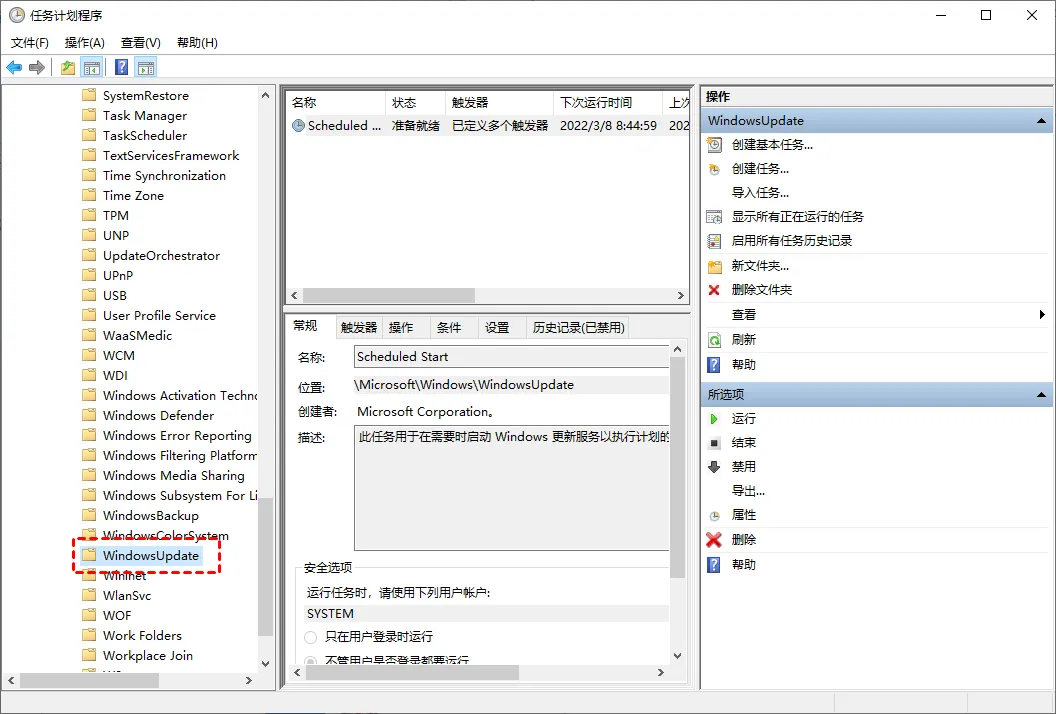 任务计划程序
文件(F) 操作(A) 查看(V) 帮助(H)
SystemRestore
Task Manager
TaskScheduler
TextServicesFramework
Time Synchronization
Time Zone
TPM
UNP
UpdateOrchestrator
UPnP
USB
User Profile Service
WaaSMedic
WCM
WDI
Windows Activation Techno
Windows Defender
Windows Error Reporting
Windows Filtering Platform
Windows Media Sharing
Windows Subsystem For Li
WindowsBackup
WindowsColorSystem
WindowsUpdate
Wininet
WlanSvc
WOF
Work Folders
Workplace Join
名称 状态 触发器 下次运行时间 上次
Scheduled ... 准备就绪 已定义多个触发器 2022/3/8 8:44:59 202
常规 触发器 操作 条件 设置 历史记录(已禁用)
名称: Scheduled Start
位置: \Microsoft\Windows\WindowsUpdate
创建者: Microsoft Corporation。
描述: 此任务用于在需要时启动 Windows 更新服务以执行计划的
安全选项
运行任务时，请使用下列用户帐户:
SYSTEM
只在用户登录时运行
不管用户是否登录都要运行
操作
WindowsUpdate
创建基本任务...
创建任务...
导入任务...
显示所有正在运行的任务
启用所有任务历史记录
新文件夹...
删除文件夹
查看
刷新
帮助
所选项
运行
结束
禁用
导出...
属性
删除
帮助